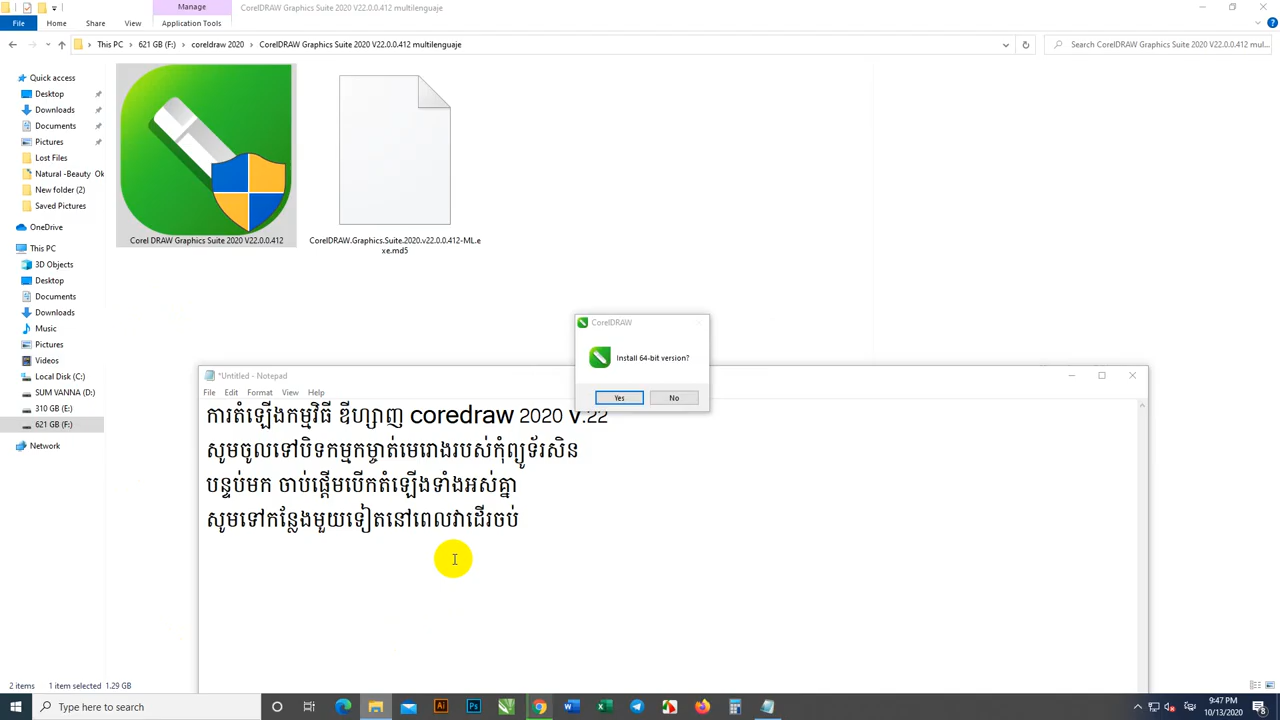 Manage
CorelDRAW Graphics Suite 2020 V22.0.0.412 multilenguaje
File
Home
Share
View
Application Tools
This PC
621 GB (F:)
coreldraw 2020
CorelDRAW Graphics Suite 2020 V22.0.0.412 multilenguaje
Search CorelDRAW Graphics Suite 2020 V22.0.0.412 mul...
Quick access
Desktop
Downloads
Documents
Pictures
Lost Files
Natural -Beauty Ok
New folder (2)
Saved Pictures
OneDrive
This PC
3D Objects
Desktop
Documents
Downloads
Music
Pictures
Videos
Local Disk (C:)
SUM VANNA (D:)
310 GB (E:)
621 GB (F:)
Network
Corel DRAW Graphics Suite 2020 V22.0.0.412
CorelDRAW.Graphics.Suite.2020.v22.0.0.412-ML.e
xe.md5
CorelDRAW
Install 64-bit version?
Yes
No
*Untitled - Notepad
File Edit Format View Help
ការតំឡើងកម្មវិធី ឌីហ្សាញ coredraw 2020 v.22
សូមចូលទៅបិទកម្មកម្ចាត់មេរោងរបស់កុំព្យូទ័រសិន
បន្ទប់មក ចាប់ផ្តើមបើកតំឡើងទាំងអស់គ្នា
សូមទៅកន្លែងមួយទៀតនៅពេលវាដើរចប់
2 items
1 item selected 1.29 GB
Type here to search
9:47 PM
10/13/2020